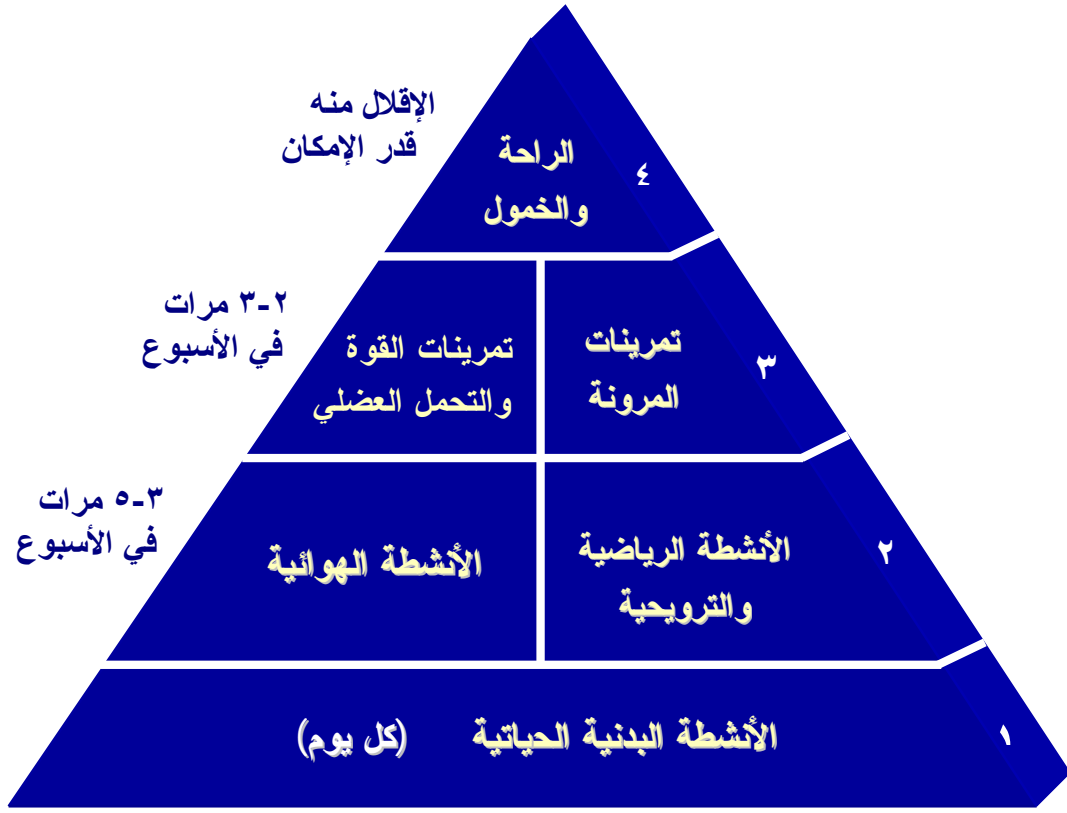 الإقلال منه
قدر الإمكان
الراحة
والخمول
٤
٢-٣ مرات
في الأسبوع
تمرينات
المرونة
تمرينات القوة
والتحمل العضلي
٣
٣-٥ مرات
في الأسبوع
الأنشطة الرياضية
والترويحية
الأنشطة الهوائية
٢
الأنشطة البدنية الحياتية (كل يوم)
١